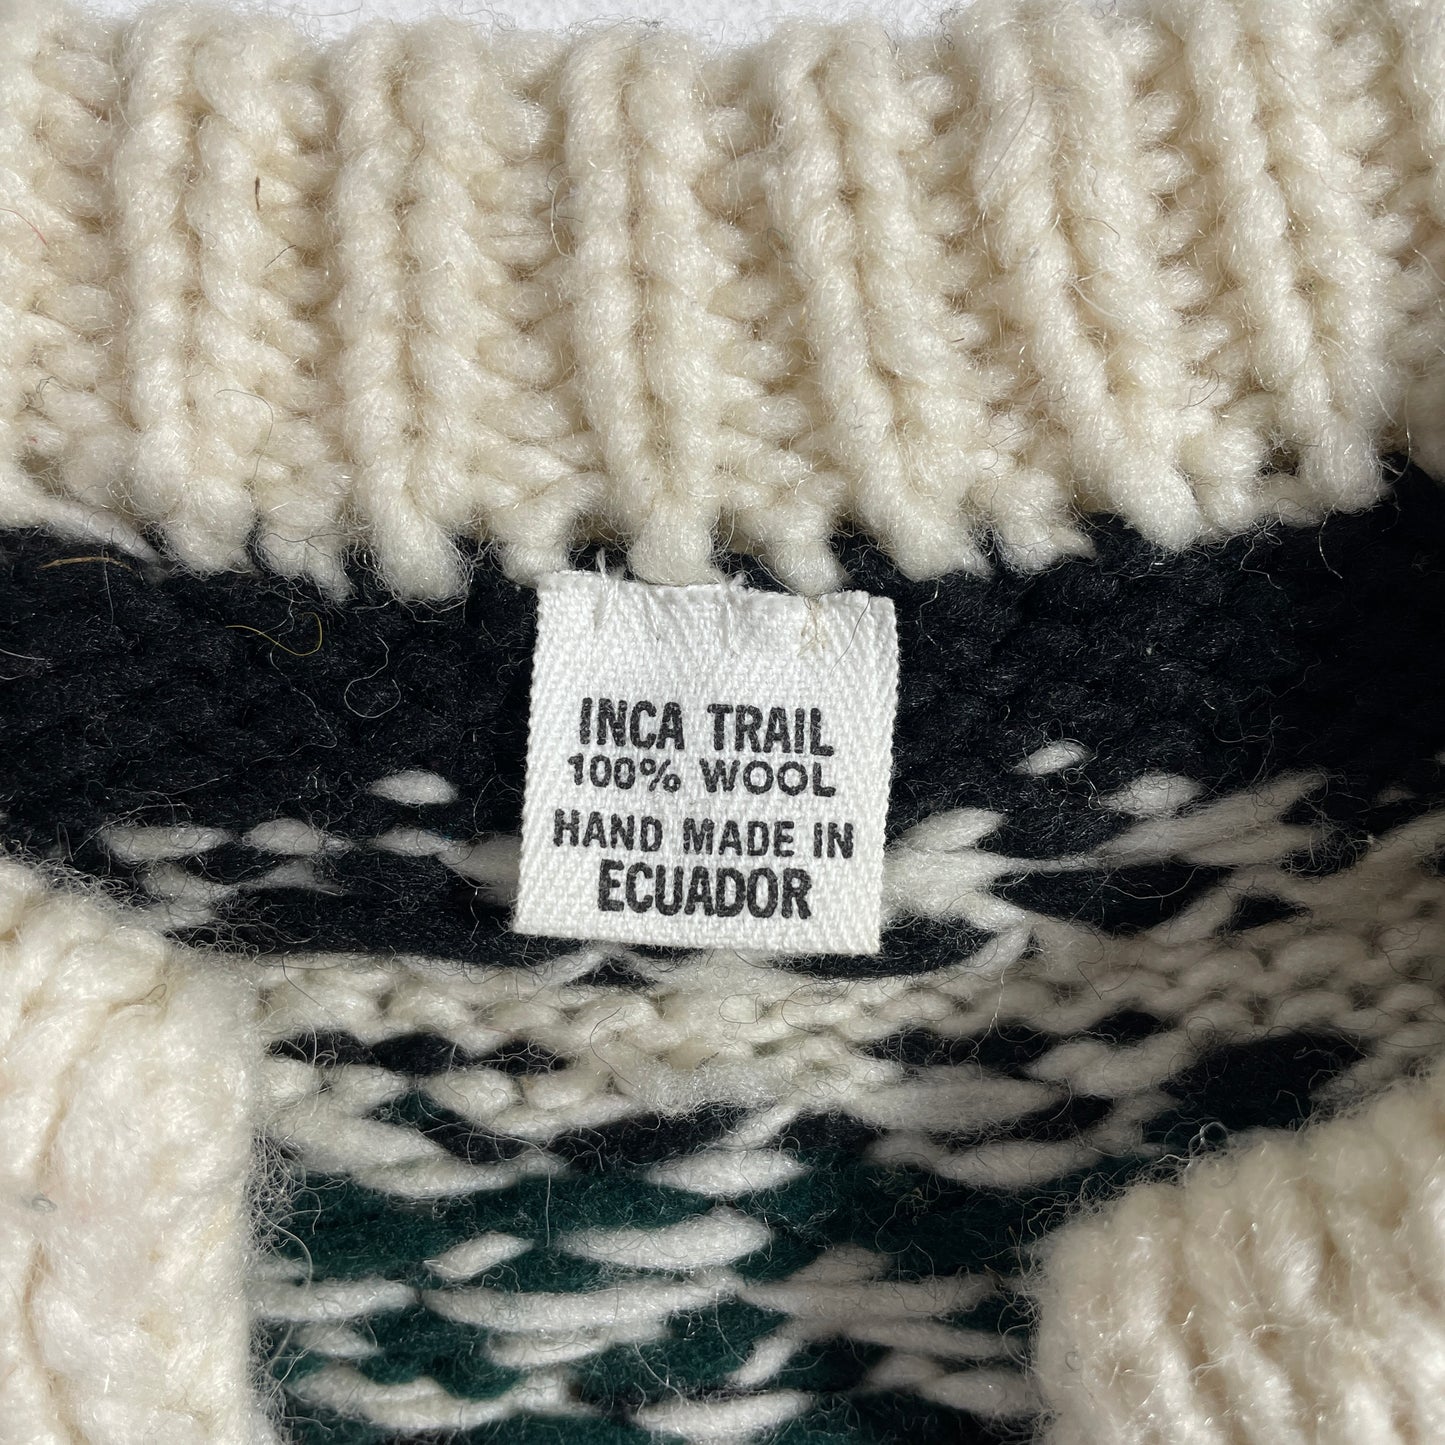 INCA TRAIL
100% WOOL
HAND MADE IN
ECUADOR